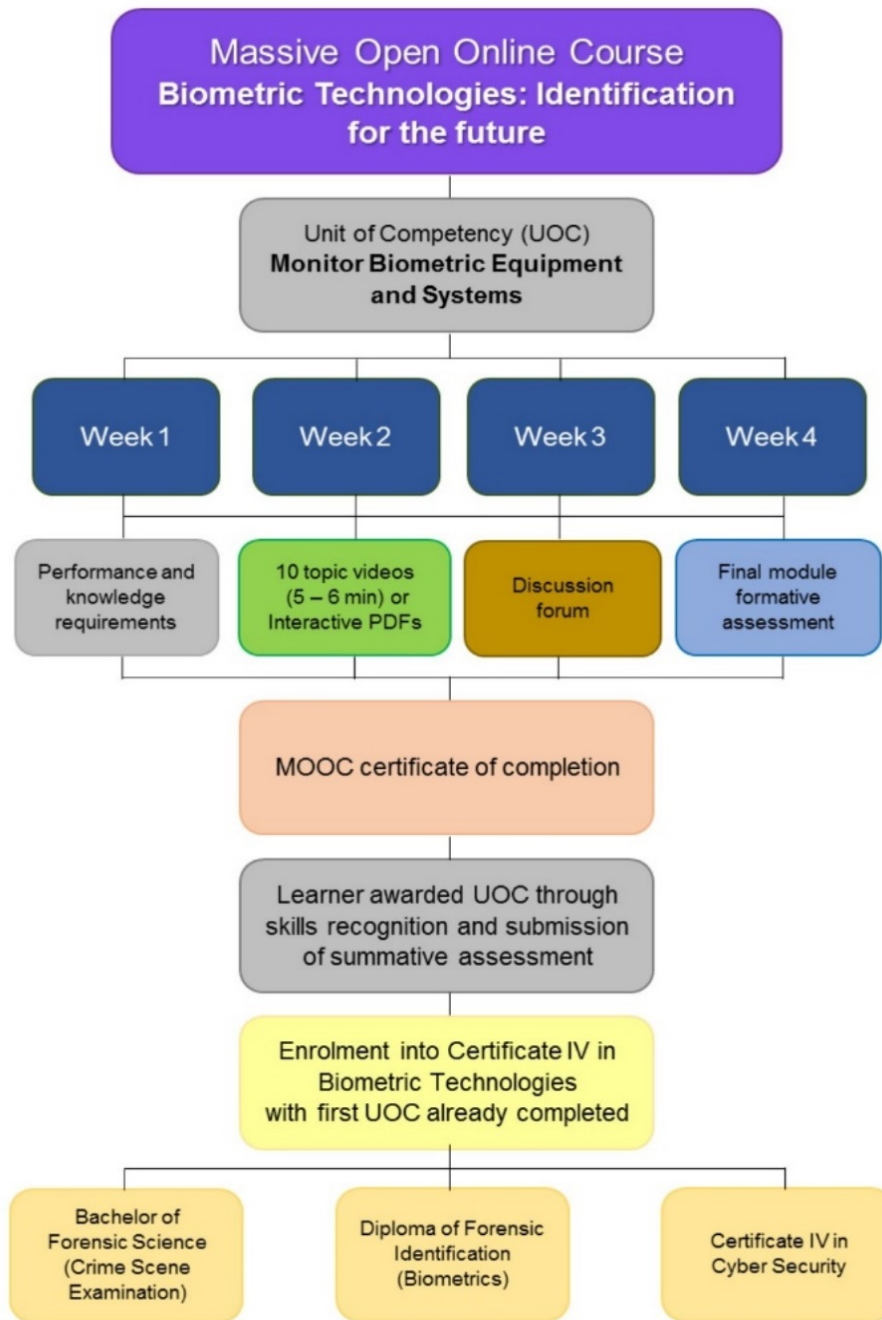 Massive Open Online Course
Biometric Technologies: Identification
for the future
Unit of Competency (UOC)
Monitor Biometric Equipment
and Systems
Week 1
Week 2
Week 3
Week 4
Performance and
knowledge
requirements
10 topic videos
(5 – 6 min) or
Interactive PDFs
Discussion
forum
Final module
formative
assessment
MOOC certificate of completion
Learner awarded UOC through
skills recognition and submission
of summative assessment
Enrolment into Certificate IV in
Biometric Technologies
with first UOC already completed
Bachelor of
Forensic Science
(Crime Scene
Examination)
Diploma of Forensic
Identification
(Biometrics)
Certificate IV in
Cyber Security